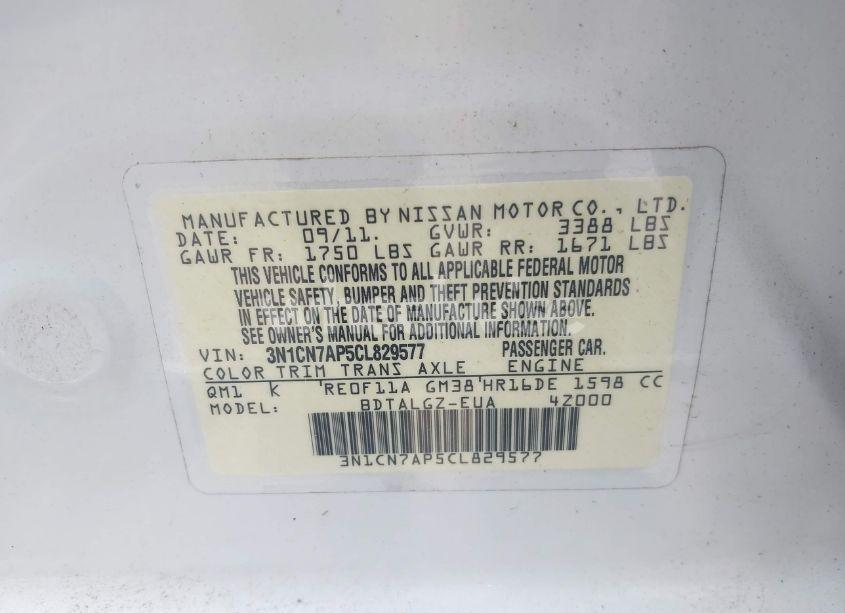 MANUFACTURED BY NISSAN MOTOR CO., LTD.
DATE: 09/11. GVWR: 3388 LBS
GAWR FR: 1750 LBS GAWR RR: 1671 LBS
THIS VEHICLE CONFORMS TO ALL APPLICABLE FEDERAL MOTOR
VEHICLE SAFETY, BUMPER AND THEFT PREVENTION STANDARDS
IN EFFECT ON THE DATE OF MANUFACTURE SHOWN ABOVE.
SEE OWNER'S MANUAL FOR ADDITIONAL INFORMATION.
VIN: 3N1CN7AP5CL829577 PASSENGER CAR.
COLOR TRIM TRANS AXLE ENGINE
QM1 K 'RE0F11A GM38'HR16DE 1598 CC
MODEL: BDTALGZ-EUA 4Z000
3N1CN7AP5CL829577